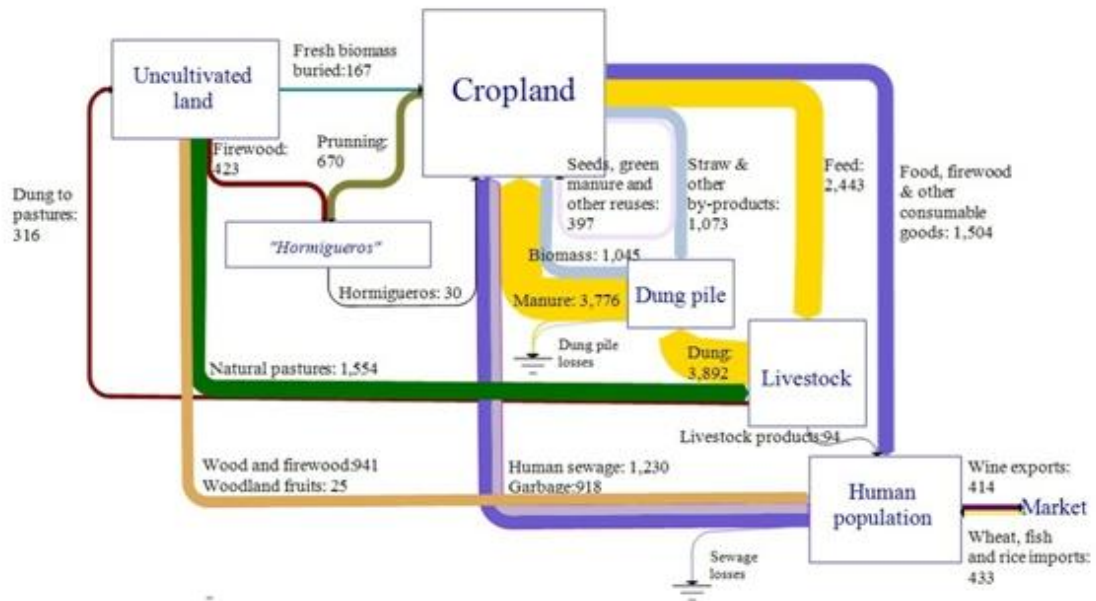 Fresh biomass
buried:167
Uncultivated
land
Cropland
Firewood:
423
Prunning:
670
Dung to
pastures:
316
"Hormigueros"
Hormigueros: 30
Seeds, green
manure and
other reuses:
397
Straw &
other
by-products:
1,073
Feed:
2,443
Food, firewood
& other
consumable
goods: 1,504
Biomass: 1,045
Manure: 3,776
Dung pile
Dung pile
losses
Dung:
3,892
Livestock
Natural pastures: 1,554
Livestock products:94
Wood and firewood:941
Woodland fruits: 25
Human sewage: 1,230
Garbage:918
Human
population
Wine exports:
414
Market
Wheat, fish
and rice imports:
433
Sewage
losses